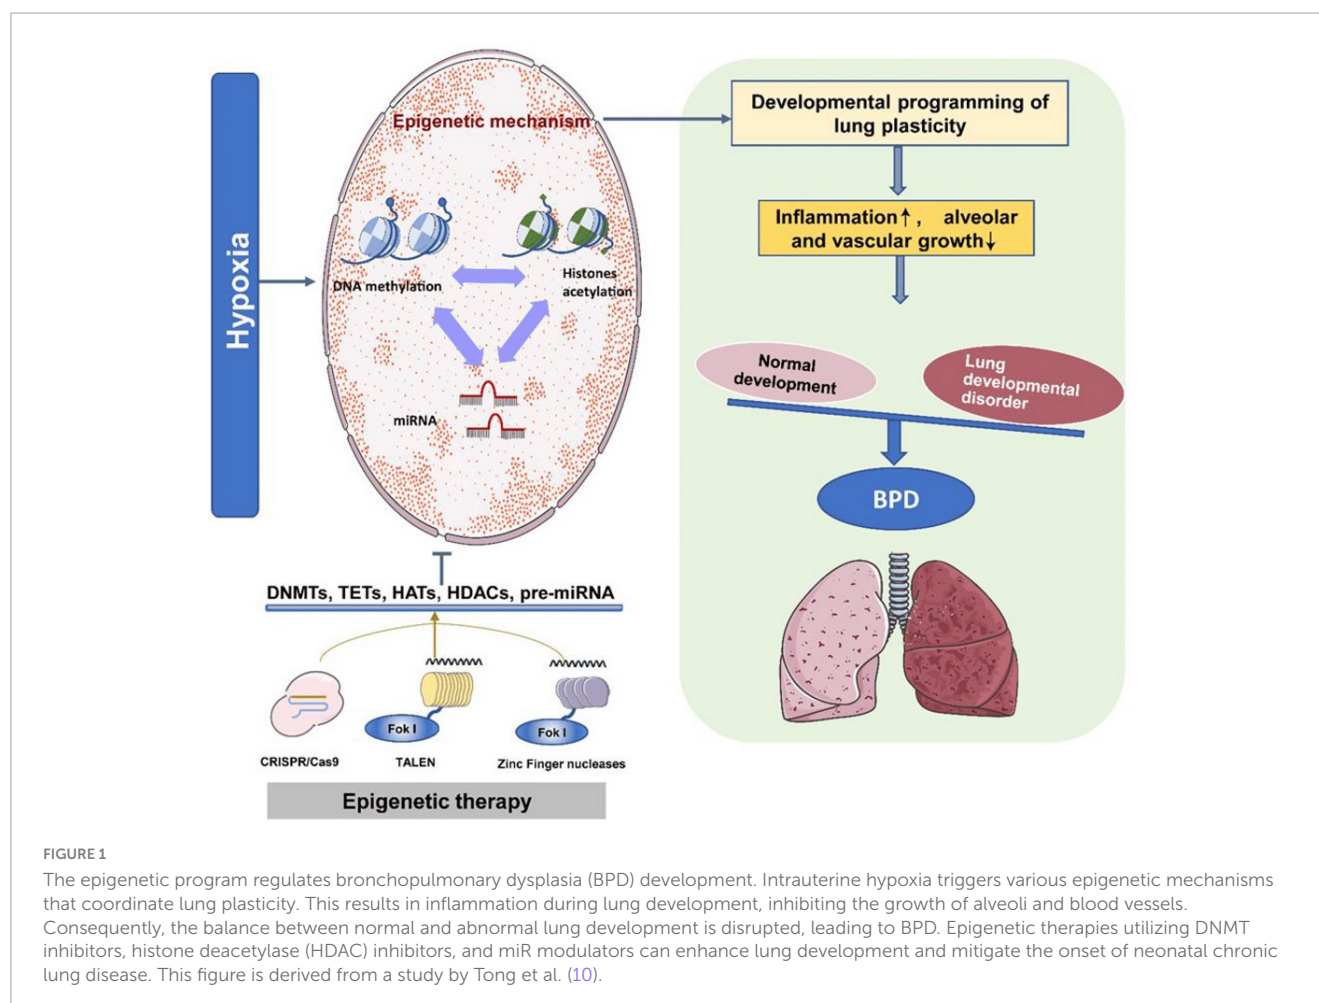 Hypoxia
Epigenetic mechanism
DNA methylation
Histones
acetylation
miRNA
DNMTs, TETs, HATs, HDACs, pre-miRNA
Fok I
Fok I
CRISPR/Cas9
TALEN
Zinc Finger nucleases
Epigenetic therapy
Developmental programming of
lung plasticity
Inflammation↑, alveolar
and vascular growth↓
Normal
development
Lung
developmental
disorder
BPD
FIGURE 1
The epigenetic program regulates bronchopulmonary dysplasia (BPD) development. Intrauterine hypoxia triggers various epigenetic mechanisms
that coordinate lung plasticity. This results in inflammation during lung development, inhibiting the growth of alveoli and blood vessels.
Consequently, the balance between normal and abnormal lung development is disrupted, leading to BPD. Epigenetic therapies utilizing DNMT
inhibitors, histone deacetylase (HDAC) inhibitors, and miR modulators can enhance lung development and mitigate the onset of neonatal chronic
lung disease. This figure is derived from a study by Tong et al. (10).